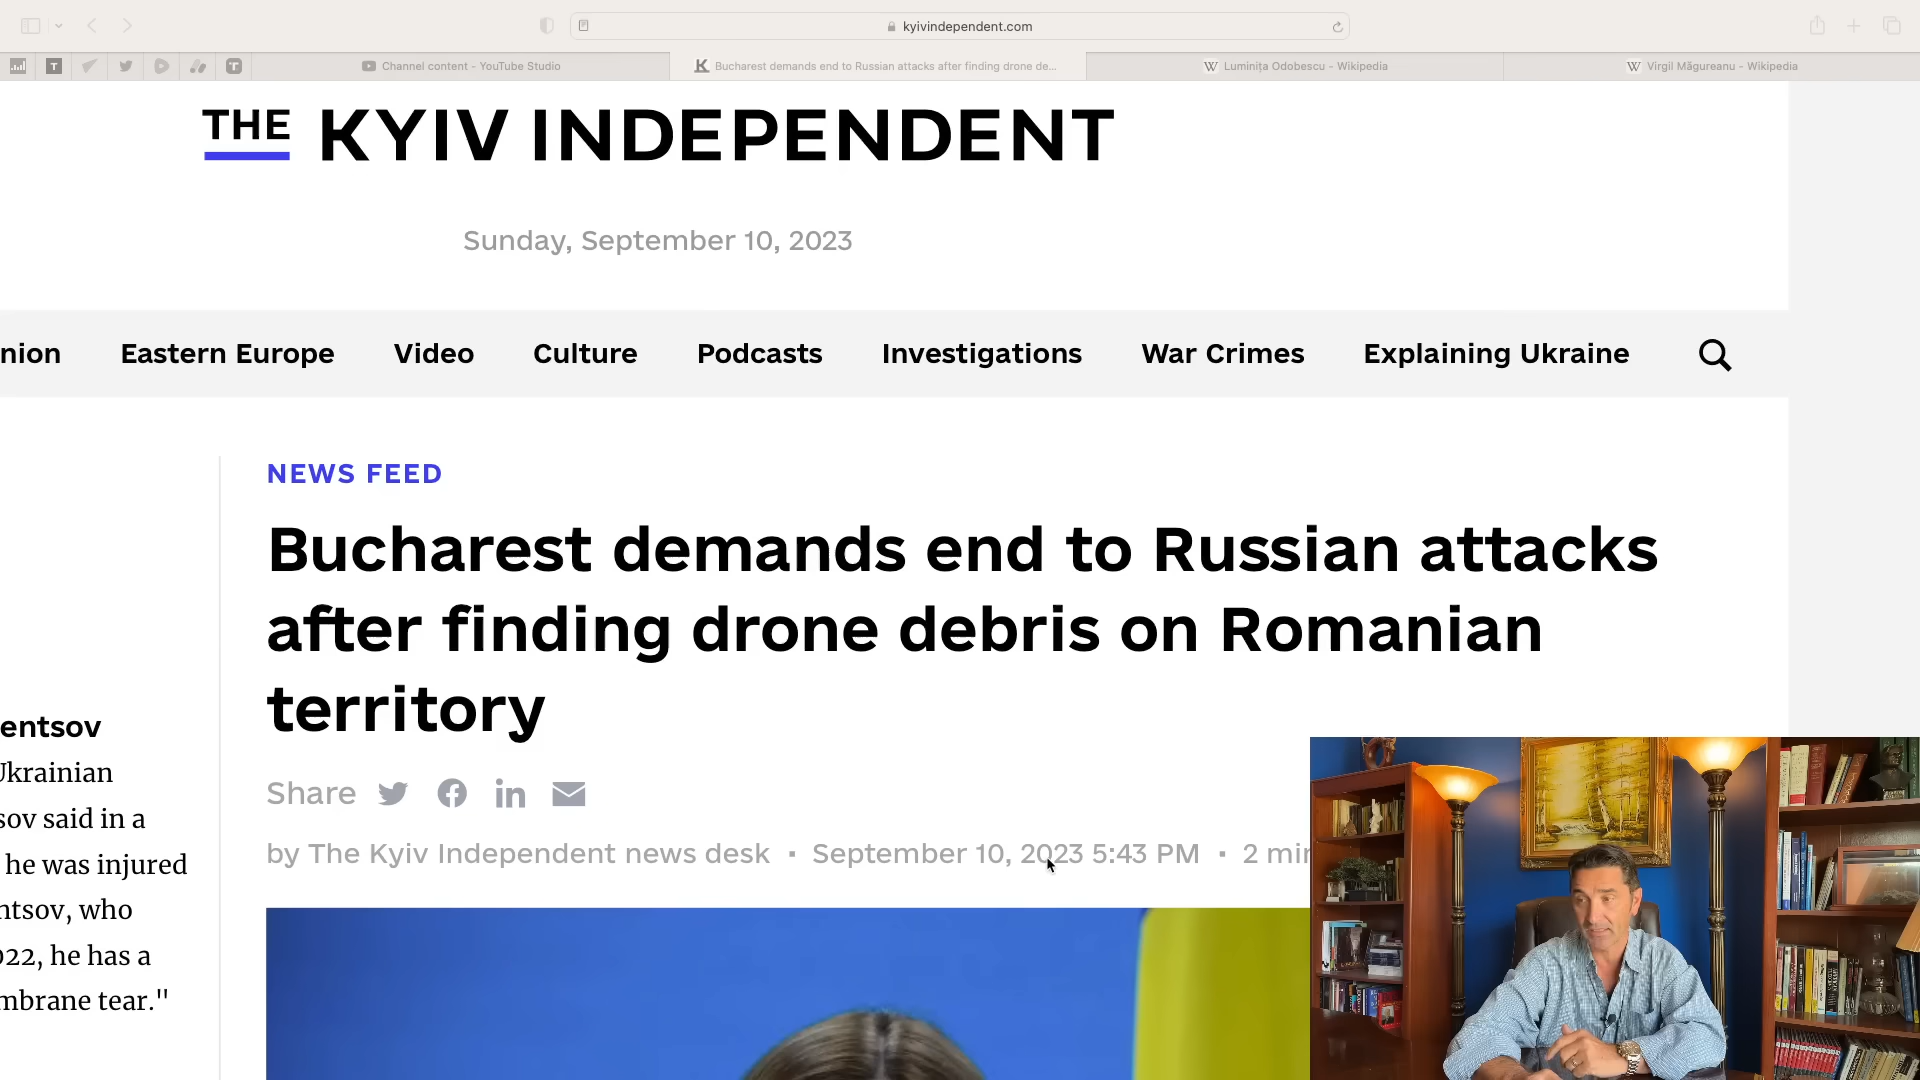 kyivindependent.com
Channel content - YouTube Studio
Bucharest demands end to Russian attacks after finding drone de...
Luminița Odobescu - Wikipedia
Virgil Măgureanu - Wikipedia
THE KYIV INDEPENDENT
Sunday, September 10, 2023
nion Eastern Europe Video Culture Podcasts Investigations War Crimes Explaining Ukraine
NEWS FEED
Bucharest demands end to Russian attacks
after finding drone debris on Romanian
territory
Share
by The Kyiv Independent news desk · September 10, 2023 5:43 PM · 2 min
entsov
Ukrainian
sov said in a
he was injured
ntsov, who
022, he has a
mbrane tear."